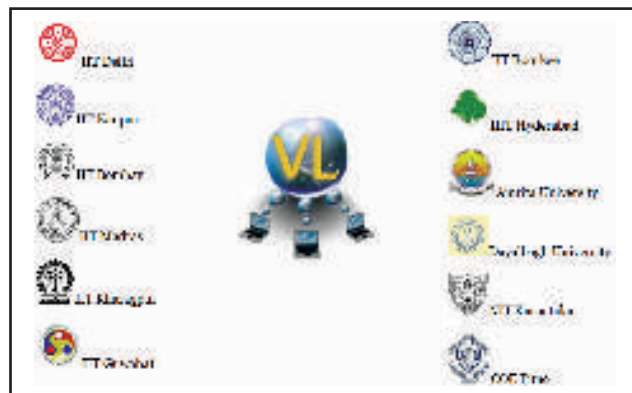 IIT Delhi
IIT Kanpur
IIT Bombay
IIT Madras
IIT Kharagpur
IIT Guwahati
VL
IIT Roorkee
IIIT Hyderabad
Amrita University
Dayalbagh University
NIT Karnataka
COE Pune